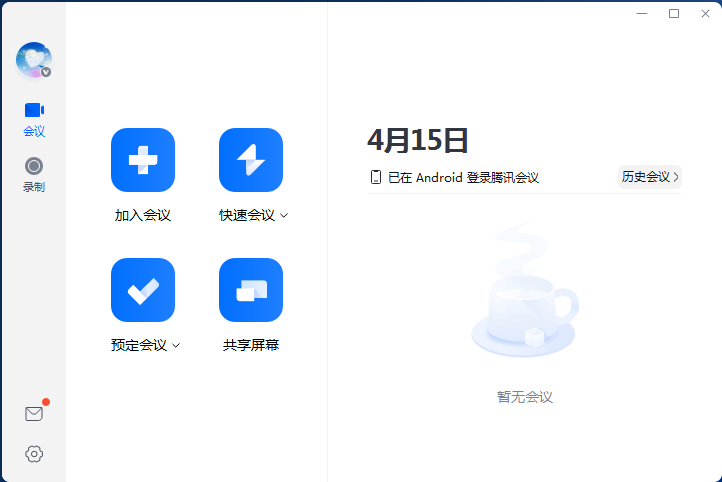 会议
录制
加入会议
快速会议
预定会议
共享屏幕
4月15日
已在 Android 登录腾讯会议
历史会议
暂无会议